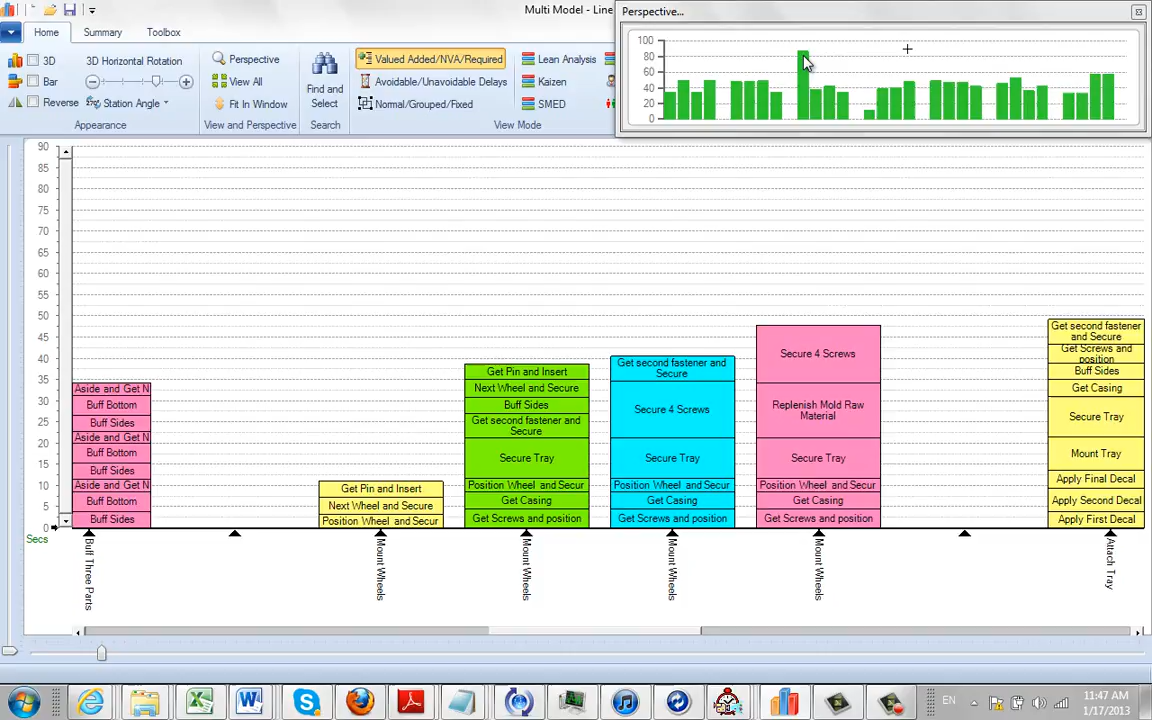 Multi Model - Line
Perspective...
Home
Summary
Toolbox
3D
3D Horizontal Rotation
Bar
Reverse
Station Angle
Appearance
Perspective
View All
Fit In Window
View and Perspective
Find and
Select
Search
Valued Added/NVA/Required
Avoidable/Unavoidable Delays
Normal/Grouped/Fixed
View Mode
Lean Analysis
Kaizen
SMED
100
80
60
40
20
0
90
85
80
75
70
65
60
55
50
45
40
35
30
25
20
15
10
5
0
Secs
Aside and Get N
Buff Bottom
Buff Sides
Aside and Get N
Buff Bottom
Buff Sides
Aside and Get N
Buff Bottom
Buff Sides
Get Pin and Insert
Next Wheel and Secure
Position Wheel and Secur
Get Pin and Insert
Next Wheel and Secure
Buff Sides
Get second fastener and
Secure
Secure Tray
Position Wheel and Secur
Get Casing
Get Screws and position
Get second fastener and
Secure
Secure 4 Screws
Secure Tray
Position Wheel and Secur
Get Casing
Get Screws and position
Secure 4 Screws
Replenish Mold Raw
Material
Secure Tray
Position Wheel and Secur
Get Casing
Get Screws and position
Get second fastener
and Secure
Get Screws and
position
Buff Sides
Get Casing
Secure Tray
Mount Tray
Apply Final Decal
Apply Second Decal
Apply First Decal
Buff Three Parts
Mount Wheels
Mount Wheels
Mount Wheels
Mount Wheels
Attach Tray
EN
11:47 AM
1/17/2013